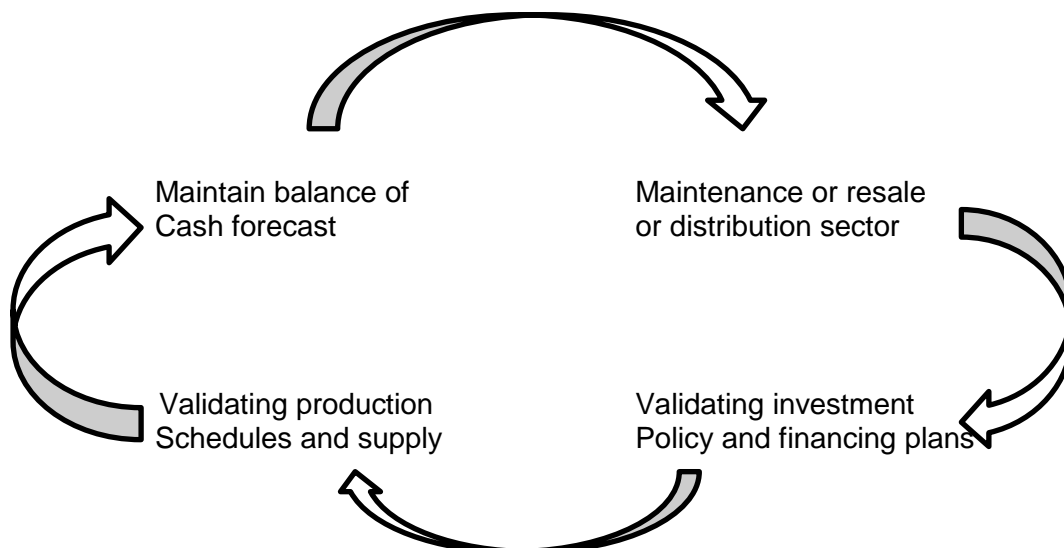 Maintain balance of
Cash forecast
Maintenance or resale
or distribution sector
Validating production
Schedules and supply
Validating investment
Policy and financing plans